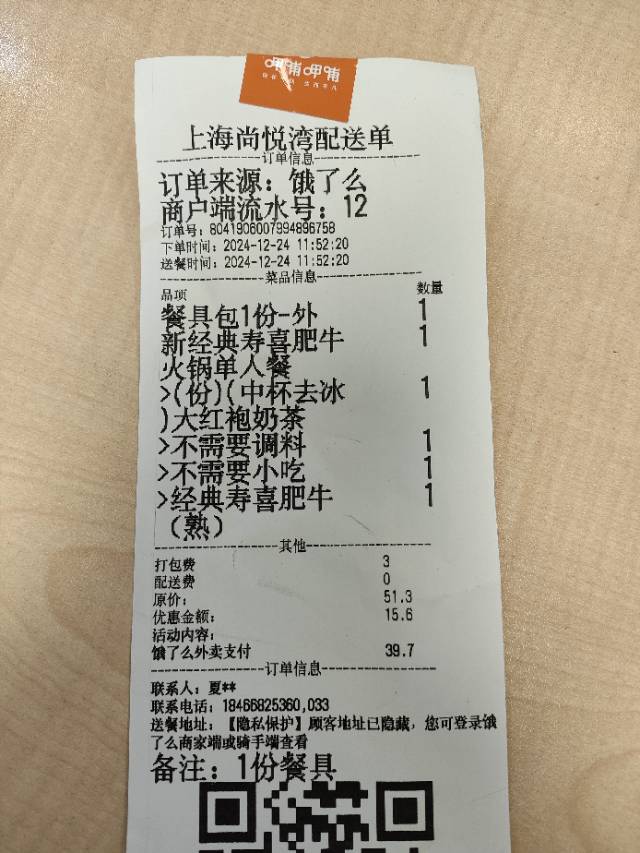 呷哺呷哺
上海尚悦湾配送单
订单信息
订单来源：饿了么
商户端流水号：12
订单号：8041906007994896758
下单时间：2024-12-24 11:52:20
送餐时间：2024-12-24 11:52:20
菜品信息
品项 数量
餐具包1份-外 1
新经典寿喜肥牛 1
火锅单人餐
>(份)(中杯去冰 1
)大红袍奶茶
>不需要调料 1
>不需要小吃 1
>经典寿喜肥牛 1
（熟）
其他
打包费 3
配送费 0
原价： 51.3
优惠金额： 15.6
活动内容：
饿了么外卖支付 39.7
订单信息
联系人：夏**
联系电话：18466825360,033
送餐地址：【隐私保护】顾客地址已隐藏，您可登录饿
了么商家端或骑手端查看
备注：1份餐具